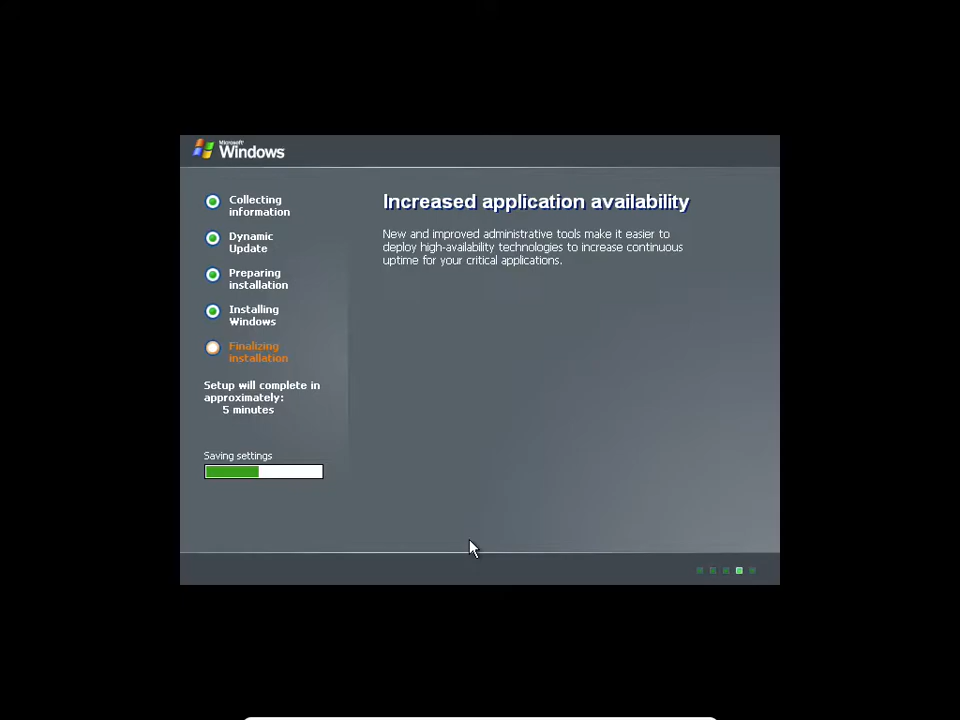 Microsoft
Windows
Collecting
information
Dynamic
Update
Preparing
installation
Installing
Windows
Finalizing
installation
Setup will complete in
approximately:
5 minutes
Saving settings
Increased application availability
New and improved administrative tools make it easier to
deploy high-availability technologies to increase continuous
uptime for your critical applications.